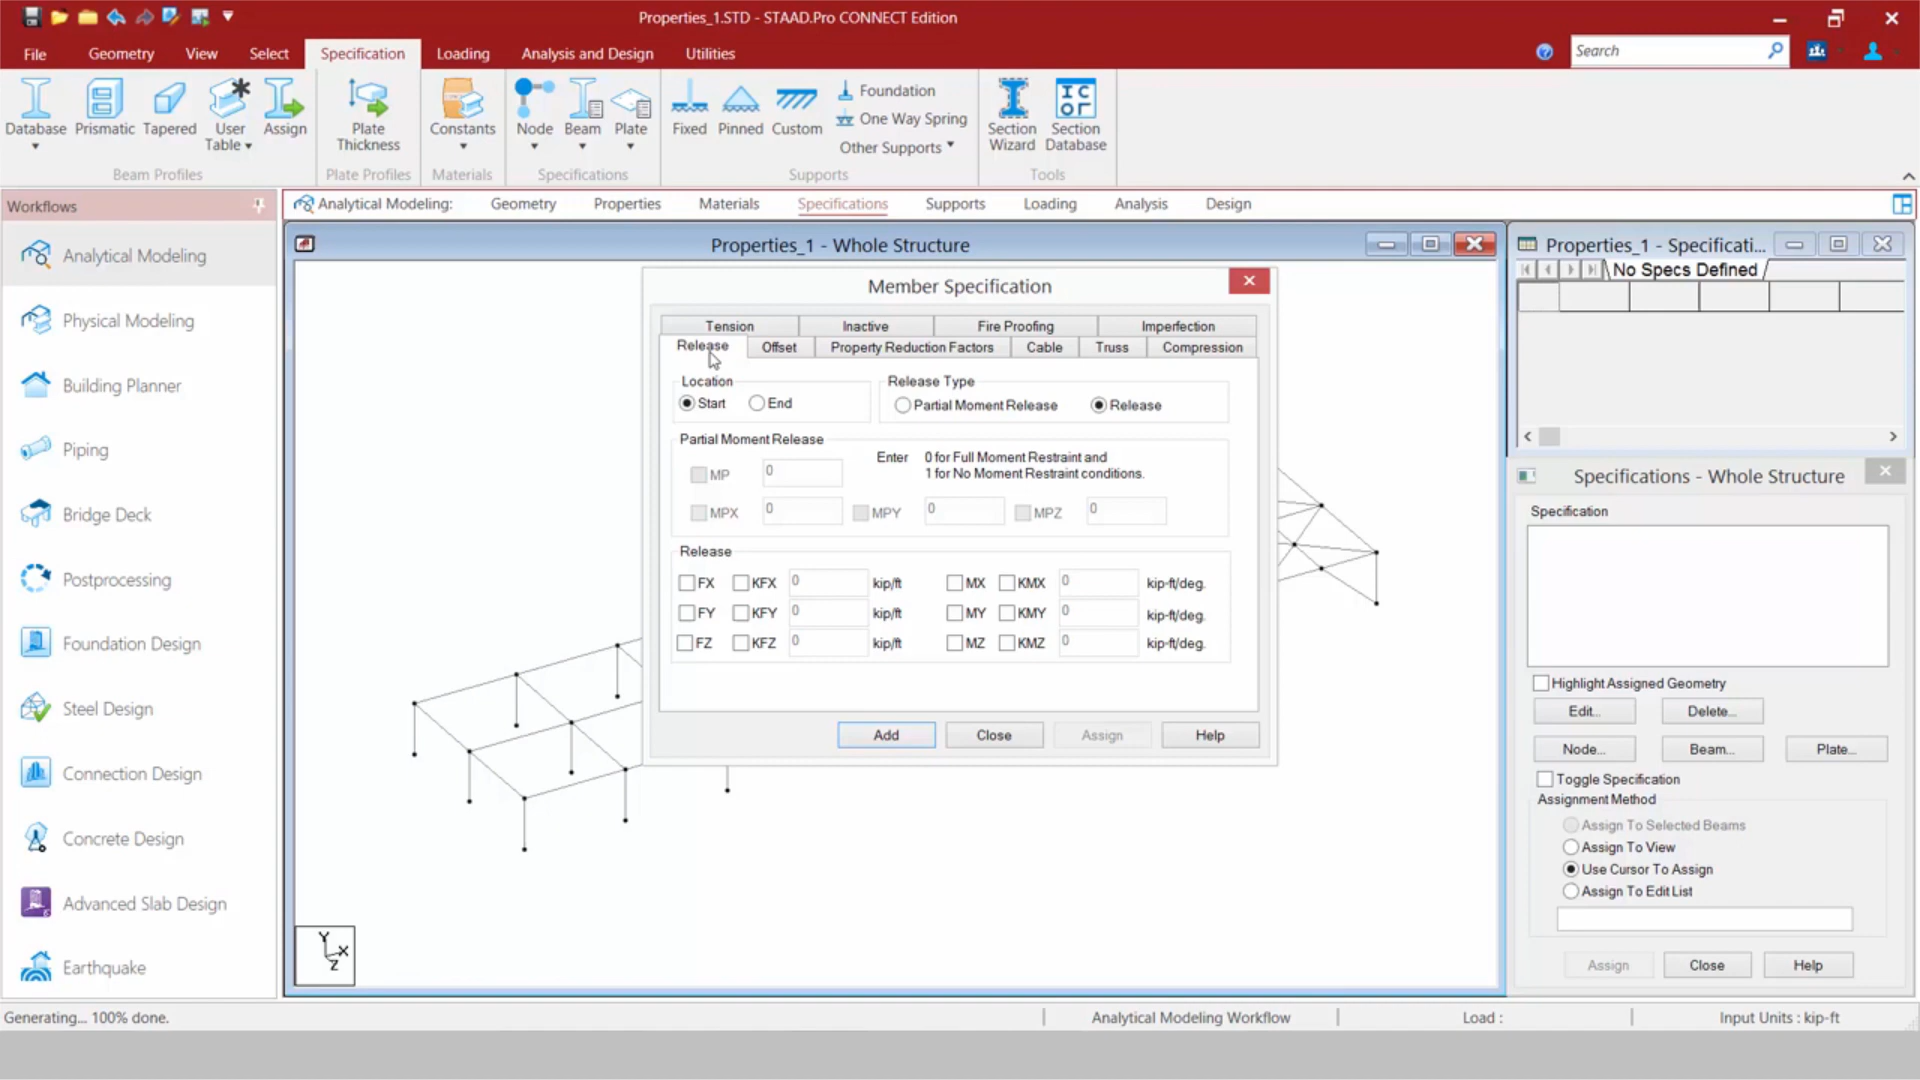 Properties_1.STD - STAAD.Pro CONNECT Edition
File Geometry View Select Specification Loading Analysis and Design Utilities
Search
Database Prismatic Tapered User Table Assign
Beam Profiles
Plate Thickness
Plate Profiles
Constants
Materials
Node Beam Plate
Specifications
Fixed Pinned Custom
Foundation
One Way Spring
Other Supports
Supports
Section Wizard Section Database
Tools
Workflows
Analytical Modeling: Geometry Properties Materials Specifications Supports Loading Analysis Design
Analytical Modeling
Physical Modeling
Building Planner
Piping
Bridge Deck
Postprocessing
Foundation Design
Steel Design
Connection Design
Concrete Design
Advanced Slab Design
Earthquake
Properties_1 - Whole Structure
Member Specification
Tension Inactive Fire Proofing Imperfection
Release Offset Property Reduction Factors Cable Truss Compression
Location
Start End
Release Type
Partial Moment Release Release
Partial Moment Release
MP 0
Enter 0 for Full Moment Restraint and
1 for No Moment Restraint conditions.
MPX 0 MPY 0 MPZ 0
Release
FX KFX 0 kip/ft MX KMX 0 kip-ft/deg.
FY KFY 0 kip/ft MY KMY 0 kip-ft/deg.
FZ KFZ 0 kip/ft MZ KMZ 0 kip-ft/deg.
Add Close Assign Help
Y
X
Z
Properties_1 - Specificati...
No Specs Defined
Specifications - Whole Structure
Specification
Highlight Assigned Geometry
Edit... Delete...
Node... Beam... Plate...
Toggle Specification
Assignment Method
Assign To Selected Beams
Assign To View
Use Cursor To Assign
Assign To Edit List
Assign Close Help
Generating... 100% done. Analytical Modeling Workflow Load : Input Units : kip-ft